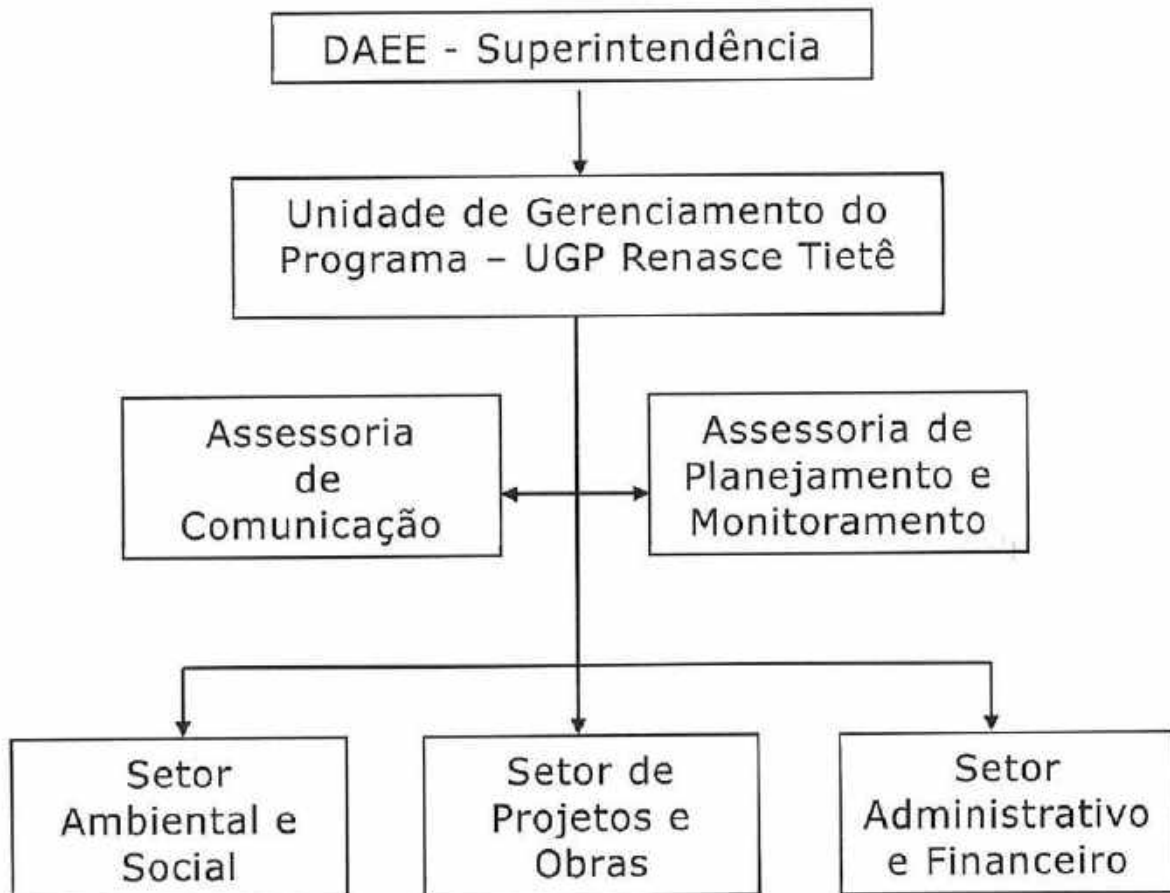 DAEE - Superintendência
Unidade de Gerenciamento do
Programa – UGP Renasce Tietê
Assessoria
de
Comunicação
Assessoria de
Planejamento e
Monitoramento
Setor
Ambiental e
Social
Setor de
Projetos e
Obras
Setor
Administrativo
e Financeiro